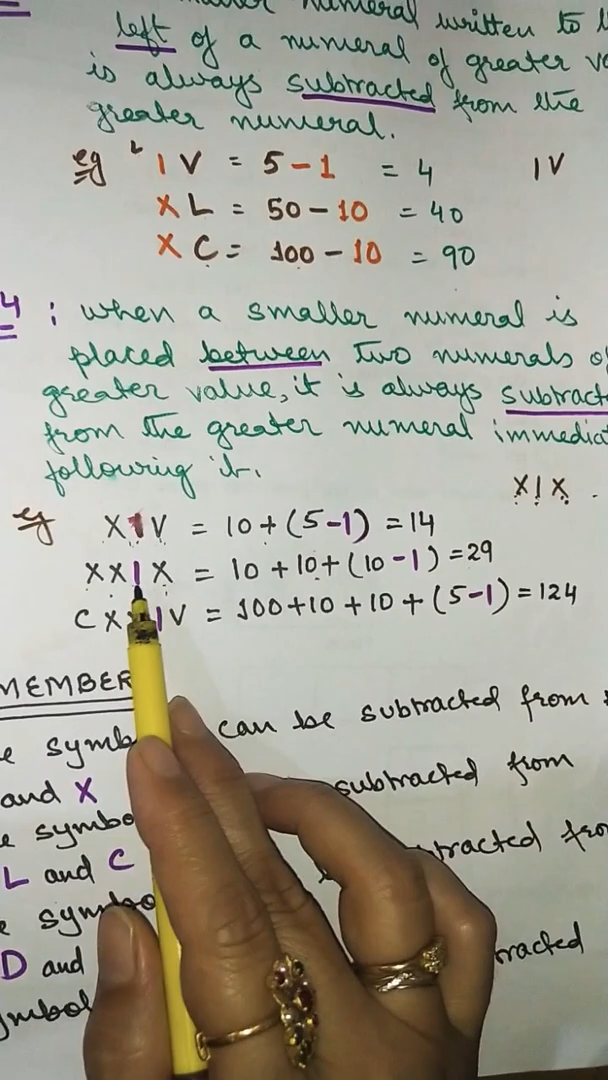 numeral written to
left of a numeral of greater
is always subtracted from the
greater numeral.
eg IV = 5-1 = 4 IV
XL = 50-10 = 40
XC = 100-10 = 90
4 : when a smaller numeral is
placed between two numerals
greater value, it is always
from the greater numeral
following it.
XIX
eg XIV = 10+(5-1) = 14
XXIX = 10+10+(10-1) = 29
CXXIV = 100+10+10+(5-1) = 124
can be subtracted from
and X subtracted from
L and C
D and